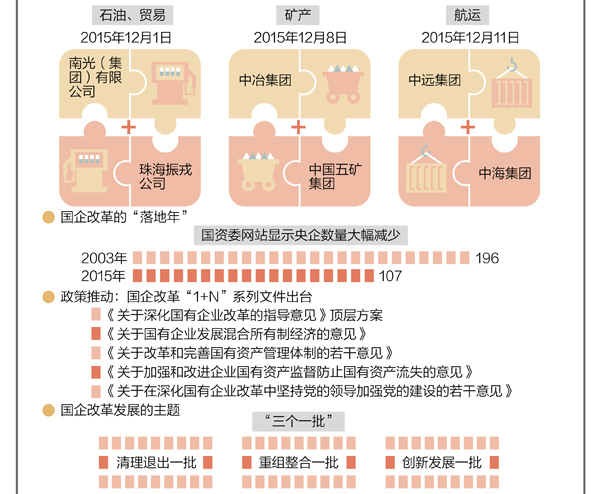 石油、贸易
2015年12月1日
南光（集
团）有限
公司
+
珠海振戎
公司
矿产
2015年12月8日
中冶集团
+
中国五矿
集团
航运
2015年12月11日
中远集团
+
中海集团
国企改革的“落地年”
国资委网站显示央企数量大幅减少
2003年 196
2015年 107
政策推动：国企改革“1+N”系列文件出台
《关于深化国有企业改革的指导意见》顶层方案
《关于国有企业发展混合所有制经济的意见》
《关于改革和完善国有资产管理体制的若干意见》
《关于加强和改进企业国有资产监督防止国有资产流失的意见》
《关于在深化国有企业改革中坚持党的领导加强党的建设的若干意见》
国企改革发展的主题
“三个一批”
清理退出一批
重组整合一批
创新发展一批